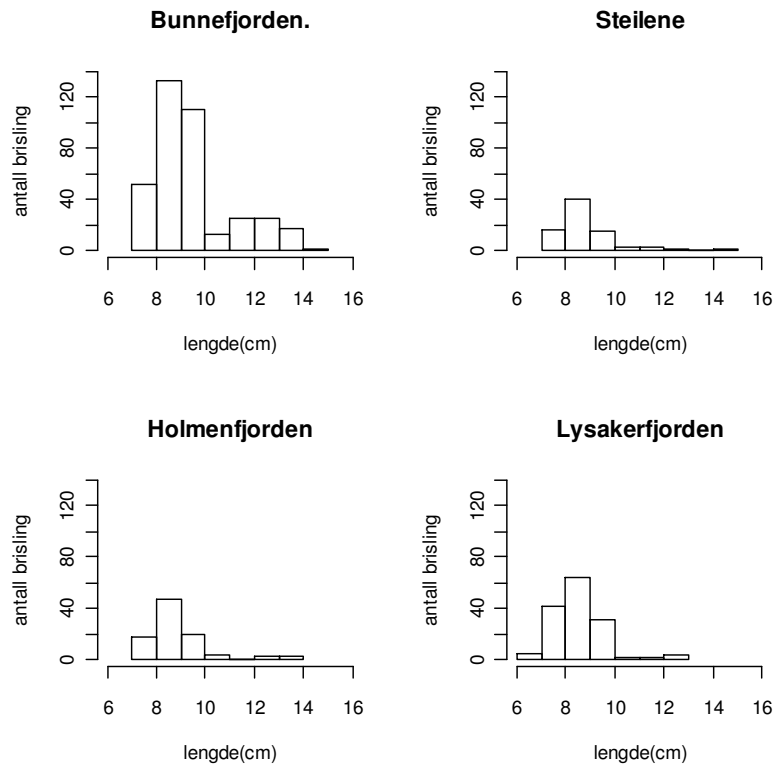 Bunnefjorden.
antall brisling
0 40 80 120
6 8 10 12 14 16
lengde(cm)
Steilene
antall brisling
0 40 80 120
6 8 10 12 14 16
lengde(cm)
Holmenfjorden
antall brisling
0 40 80 120
6 8 10 12 14 16
lengde(cm)
Lysakerfjorden
antall brisling
0 40 80 120
6 8 10 12 14 16
lengde(cm)